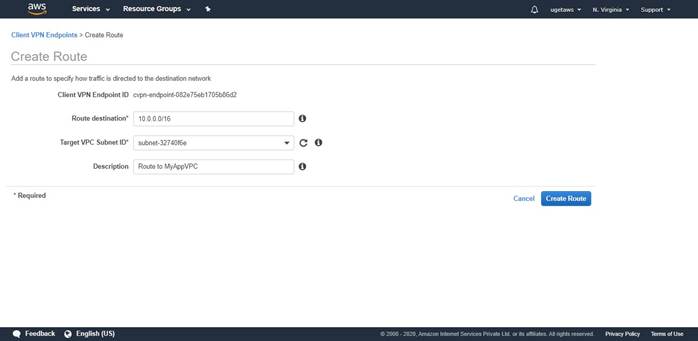 aws Services Resource Groups ugetaws N. Virginia Support
Client VPN Endpoints > Create Route
Create Route
Add a route to specify how traffic is directed to the destination network
Client VPN Endpoint ID cvpn-endpoint-082e75eb1705b86d2
Route destination* 10.0.0.0/16
Target VPC Subnet ID* subnet-32740f6e
Description Route to MyAppVPC
* Required
Cancel Create Route
Feedback English (US) © 2008 - 2020, Amazon Internet Services Private Ltd. or its affiliates. All rights reserved. Privacy Policy Terms of Use